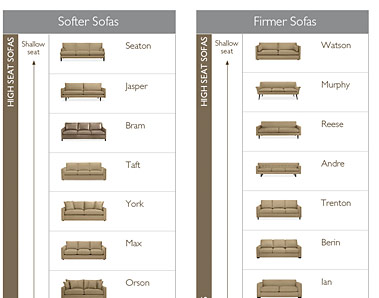 Softer Sofas
HIGH SEAT SOFAS
Shallow
seat
Seaton
Jasper
Bram
Taft
York
Max
Orson
Firmer Sofas
HIGH SEAT SOFAS
Shallow
seat
Watson
Murphy
Reese
Andre
Trenton
Berin
Ian